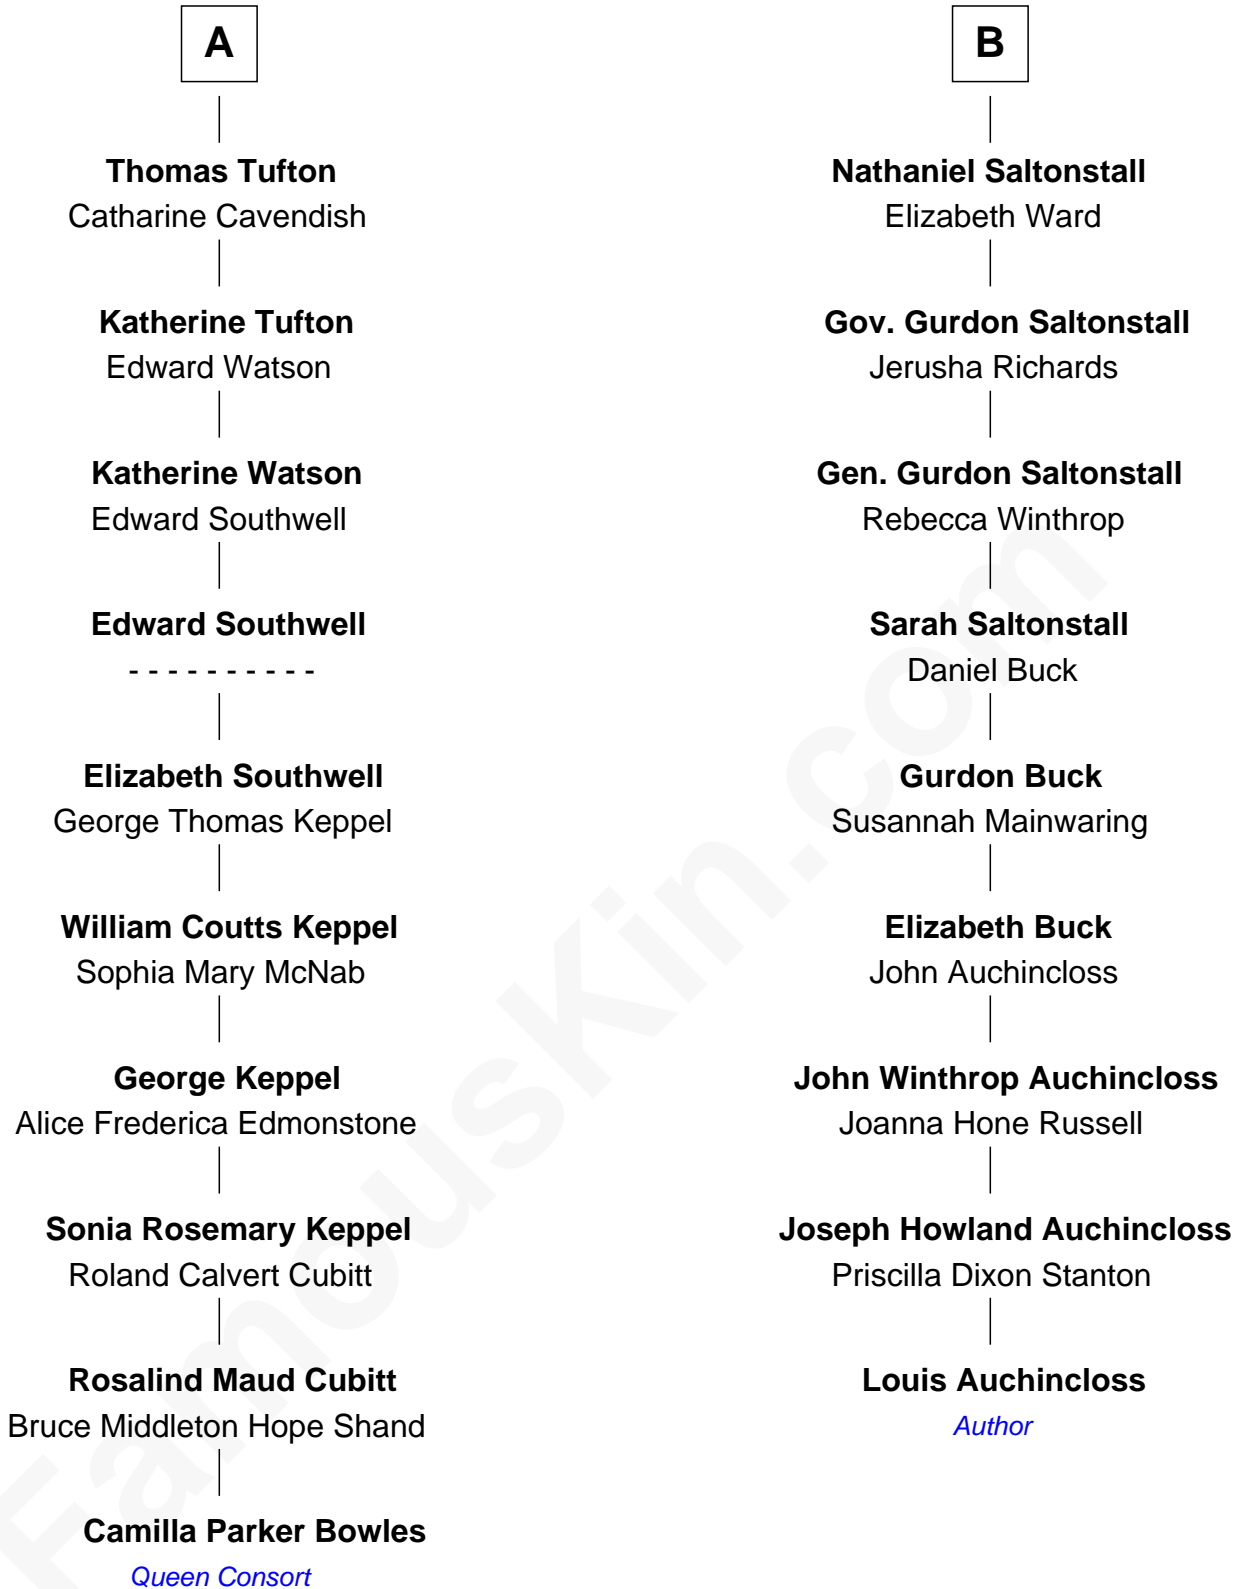 A
Thomas Tufton
Catharine Cavendish
Katherine Tufton
Edward Watson
Katherine Watson
Edward Southwell
Edward Southwell
- - - - - - - - - -
Elizabeth Southwell
George Thomas Keppel
William Coutts Keppel
Sophia Mary McNab
George Keppel
Alice Frederica Edmonstone
Sonia Rosemary Keppel
Roland Calvert Cubitt
Rosalind Maud Cubitt
Bruce Middleton Hope Shand
Camilla Parker Bowles
Queen Consort
B
Nathaniel Saltonstall
Elizabeth Ward
Gov. Gurdon Saltonstall
Jerusha Richards
Gen. Gurdon Saltonstall
Rebecca Winthrop
Sarah Saltonstall
Daniel Buck
Gurdon Buck
Susannah Mainwaring
Elizabeth Buck
John Auchincloss
John Winthrop Auchincloss
Joanna Hone Russell
Joseph Howland Auchincloss
Priscilla Dixon Stanton
Louis Auchincloss
Author
FamousKin.com